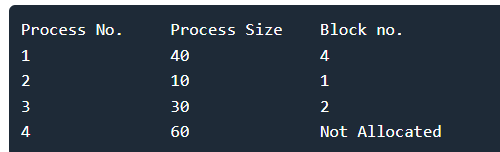 Process No. Process Size Block no.
1 40 4
2 10 1
3 30 2
4 60 Not Allocated